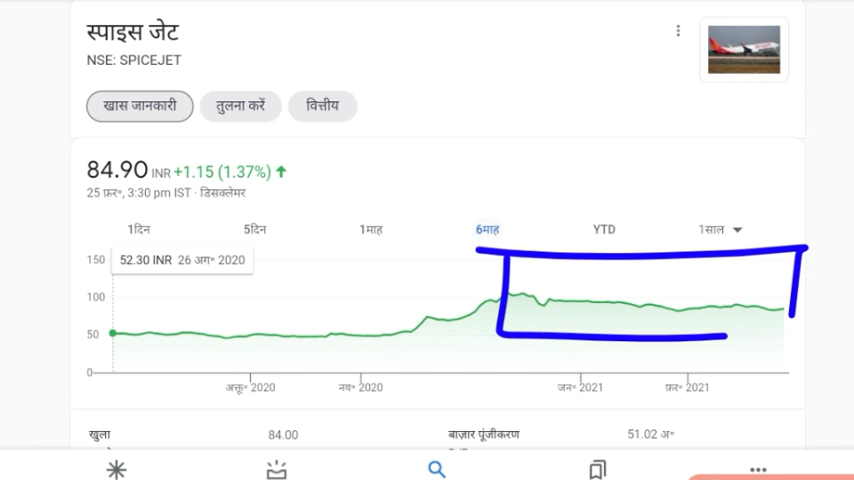 स्पाइस जेट
NSE: SPICEJET
खास जानकारी
तुलना करें
वित्तीय
84.90 INR +1.15 (1.37%) ↑
25 फ़र॰, 3:30 pm IST · डिसक्लेमर
1दिन 5दिन 1माह 6माह YTD 1साल
52.30 INR 26 अग॰ 2020
150
100
50
0
अक्तू॰ 2020 नव॰ 2020 जन॰ 2021 फ़र॰ 2021
खुला 84.00 बाज़ार पूंजीकरण 51.02 अ॰